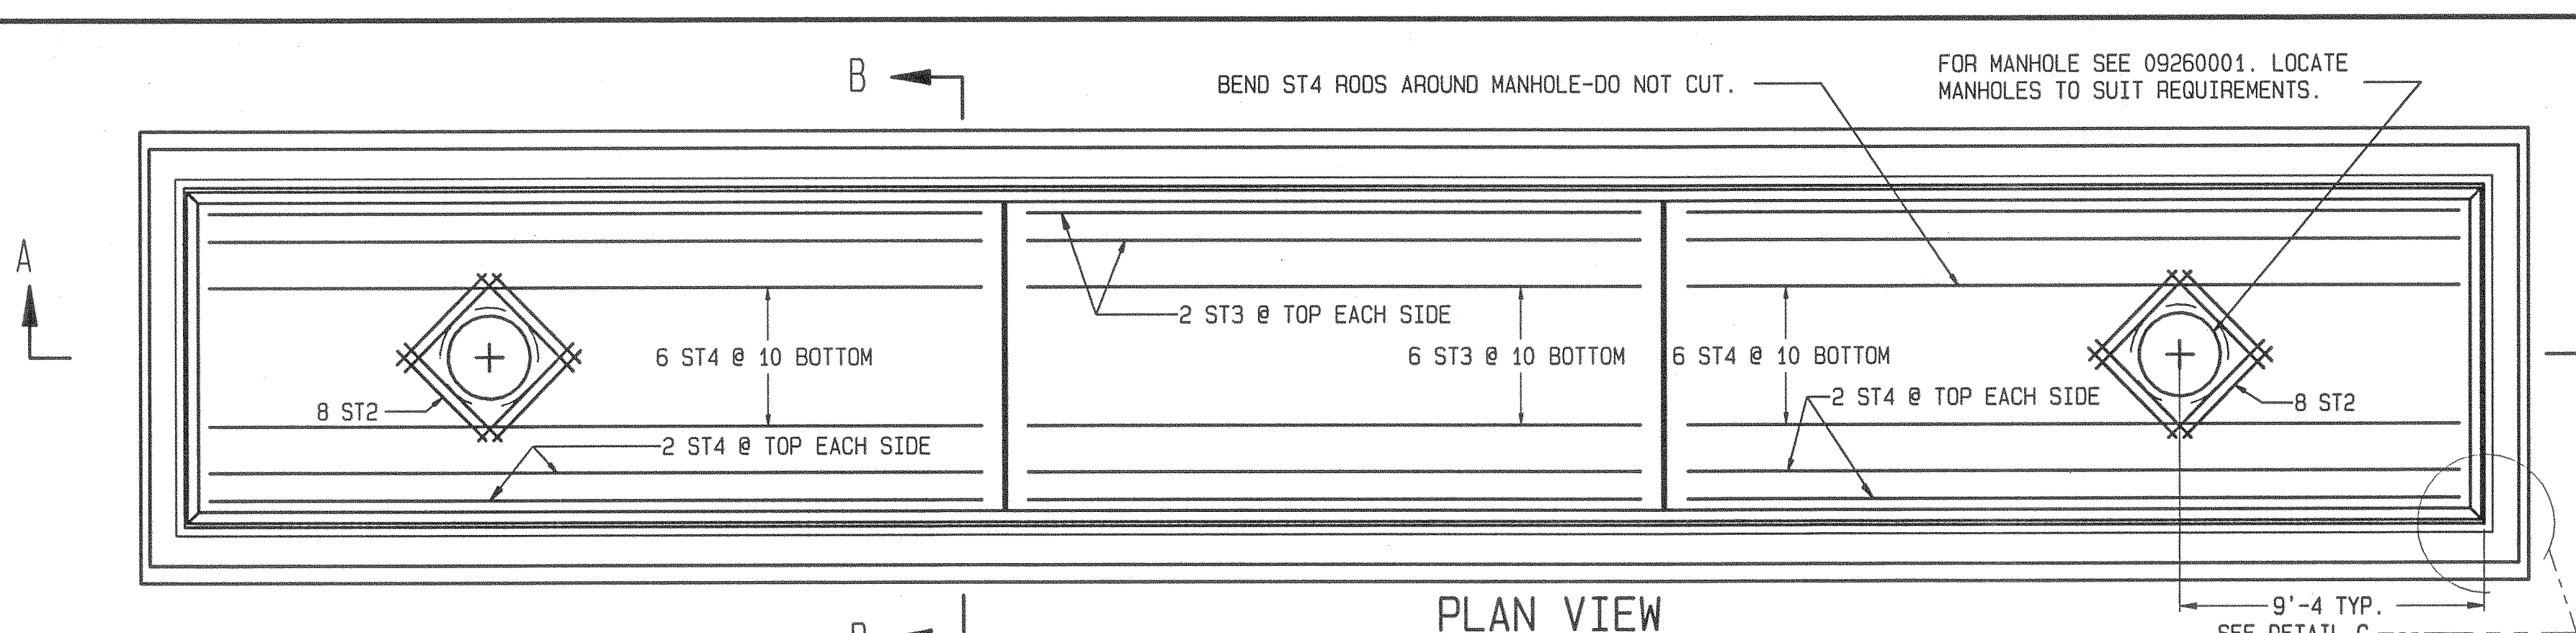 FOR MANHOLE SEE 09260001. LOCATE
MANHOLES TO SUIT REQUIREMENTS.
BEND ST4 RODS AROUND MANHOLE-DO NOT CUT.
B
A
2 ST3 @ TOP EACH SIDE
6 ST4 @ 10 BOTTOM
6 ST3 @ 10 BOTTOM
6 ST4 @ 10 BOTTOM
2 ST4 @ TOP EACH SIDE
8 ST2
8 ST2
2 ST4 @ TOP EACH SIDE
PLAN VIEW
9'-4 TYP.
SEE DETAIL C
B